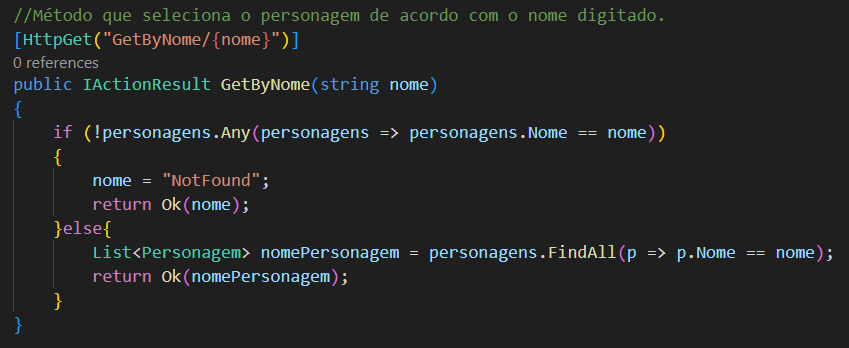 //Método que seleciona o personagem de acordo com o nome digitado.
[HttpGet("GetByNome/{nome}")]
0 references
public IActionResult GetByNome(string nome)
{
    if (!personagens.Any(personagens => personagens.Nome == nome))
    {
        nome = "NotFound";
        return Ok(nome);
    }else{
        List<Personagem> nomePersonagem = personagens.FindAll(p => p.Nome == nome);
        return Ok(nomePersonagem);
    }
}